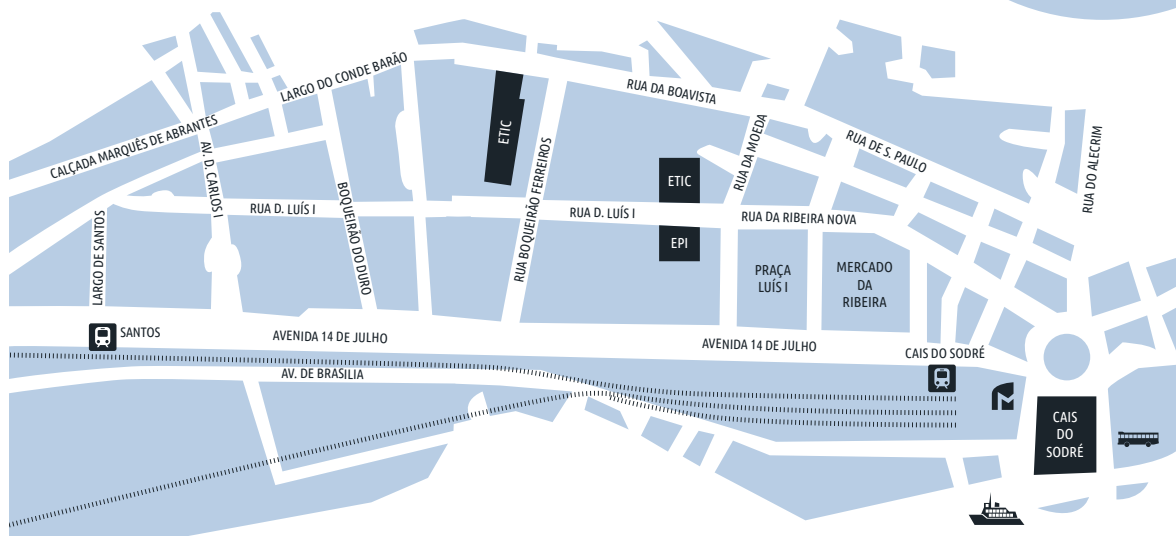 LARGO DO CONDE BARÃO
CALÇADA MARQUÊS DE ABRANTES
AV. D. CARLOS I
ETIC
RUA DA BOAVISTA
RUA DA MOEDA
RUA DE S. PAULO
RUA DO ALECRIM
LARGO DE SANTOS
RUA D. LUÍS I
BOQUEIRÃO DO DURO
RUA BOQUEIRÃO FERREIROS
RUA D. LUÍS I
ETIC
EPI
RUA DA RIBEIRA NOVA
PRAÇA
LUÍS I
MERCADO
DA
RIBEIRA
SANTOS
AVENIDA 14 DE JULHO
AVENIDA 14 DE JULHO
CAIS DO SODRÉ
AV. DE BRASILIA
CAIS
DO
SODRÉ